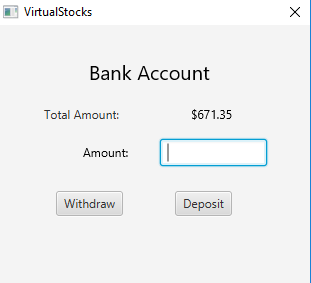 VirtualStocks
Bank Account
Total Amount: $671.35
Amount:
Withdraw Deposit